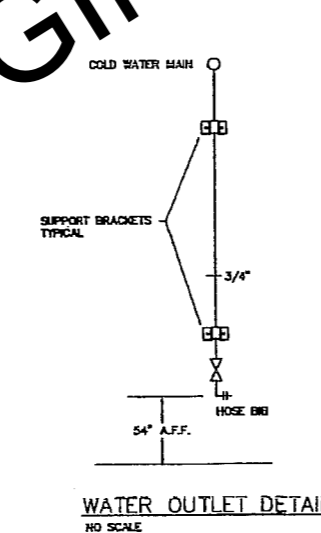 COLD WATER MAIN
SUPPORT BRACKETS
TYPICAL
3/4"
HOSE BIB
54" A.F.F.
WATER OUTLET DETAI
NO SCALE